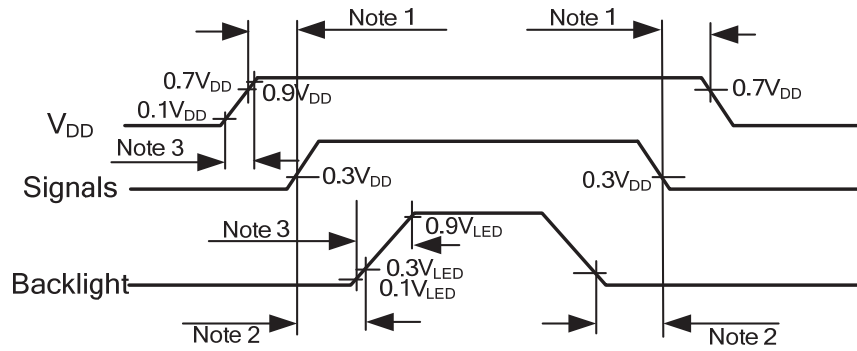 Note 1
Note 1
0.7VDD
0.9VDD
0.7VDD
0.1VDD
VDD
Note 3
Signals
0.3VDD
0.3VDD
Note 3
0.9VLED
0.3VLED
Backlight
0.1VLED
Note 2
Note 2